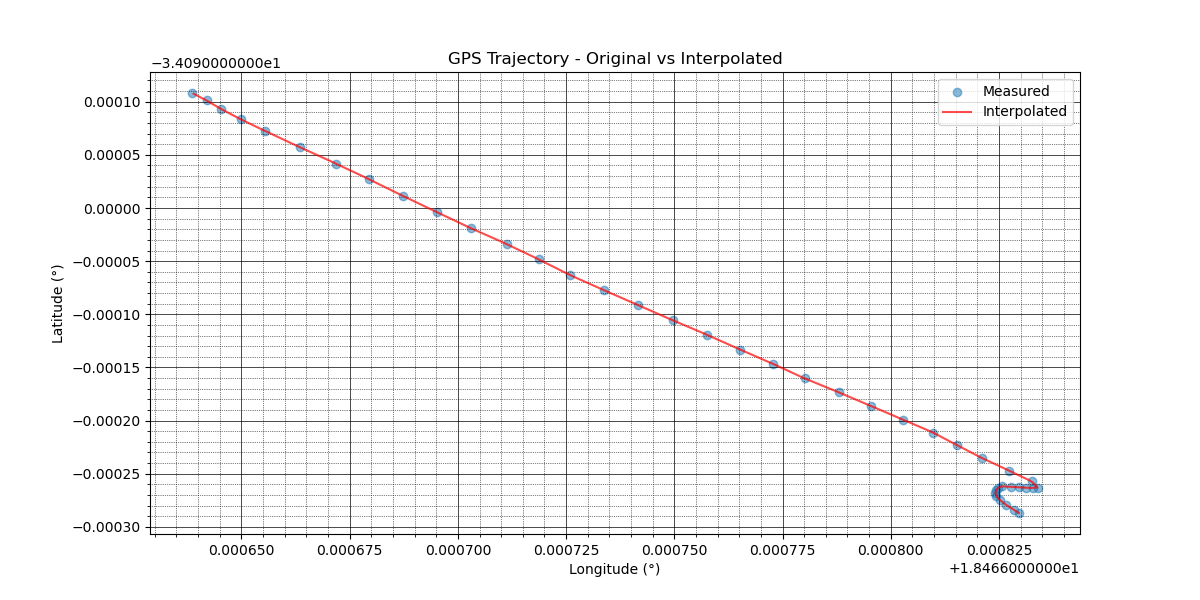 GPS Trajectory - Original vs Interpolated
−3.4090000000e1
Measured
Interpolated
0.00010
0.00005
0.00000
−0.00005
−0.00010
−0.00015
−0.00020
−0.00025
−0.00030
Latitude (°)
0.000650 0.000675 0.000700 0.000725 0.000750 0.000775 0.000800 0.000825
Longitude (°)
+1.8466000000e1